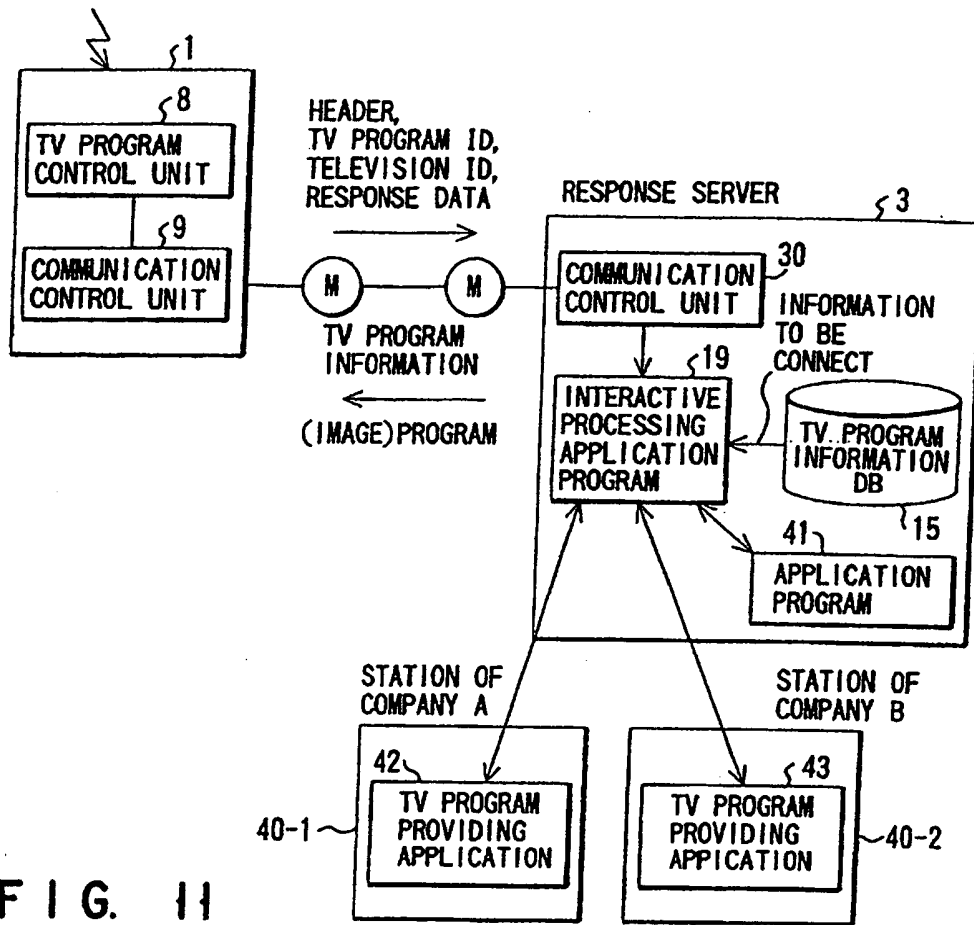 1
8
TV PROGRAM
CONTROL UNIT
9
COMMUNICATION
CONTROL UNIT
HEADER,
TV PROGRAM ID,
TELEVISION ID,
RESPONSE DATA
M
M
TV PROGRAM
INFORMATION
(IMAGE)PROGRAM
RESPONSE SERVER
3
30
COMMUNICATION
CONTROL UNIT
INFORMATION
TO BE
CONNECT
19
INTERACTIVE
PROCESSING
APPLICATION
PROGRAM
TV PROGRAM
INFORMATION
DB
15
41
APPLICATION
PROGRAM
STATION OF
COMPANY A
42
TV PROGRAM
PROVIDING
APPLICATION
40-1
STATION OF
COMPANY B
43
TV PROGRAM
PROVIDING
APPICATION
40-2
FIG. 11